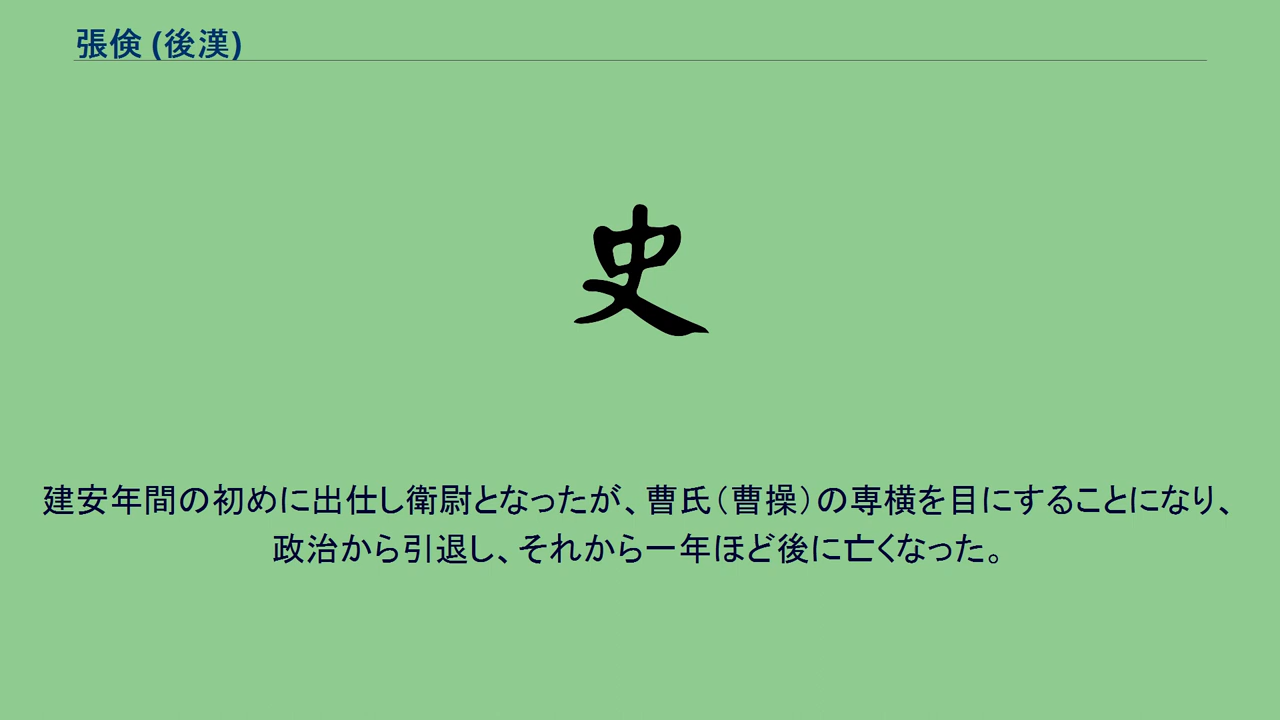 張倹 (後漢)
史
建安年間の初めに出仕し衛尉となったが、曹氏（曹操）の専横を目にすることになり、
政治から引退し、それから一年ほど後に亡くなった。